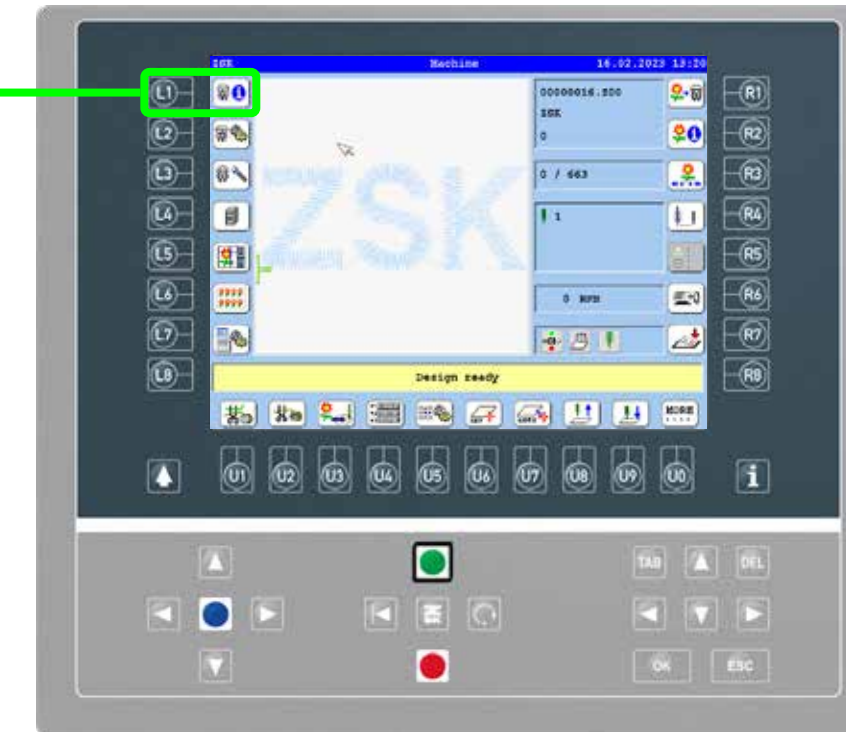 ZSK Machine 16.02.2023 13:20
L1 00000016.Z00 R1
ZSK
L2 0 R2
L3 0 / 663 R3
L4 1 R4
L5 R5
ZSK
L6 0 RPM R6
L7 R7
L8 Design ready R8
MORE
U1 U2 U3 U4 U5 U6 U7 U8 U9 U0 i
TAB DEL
OK ESC